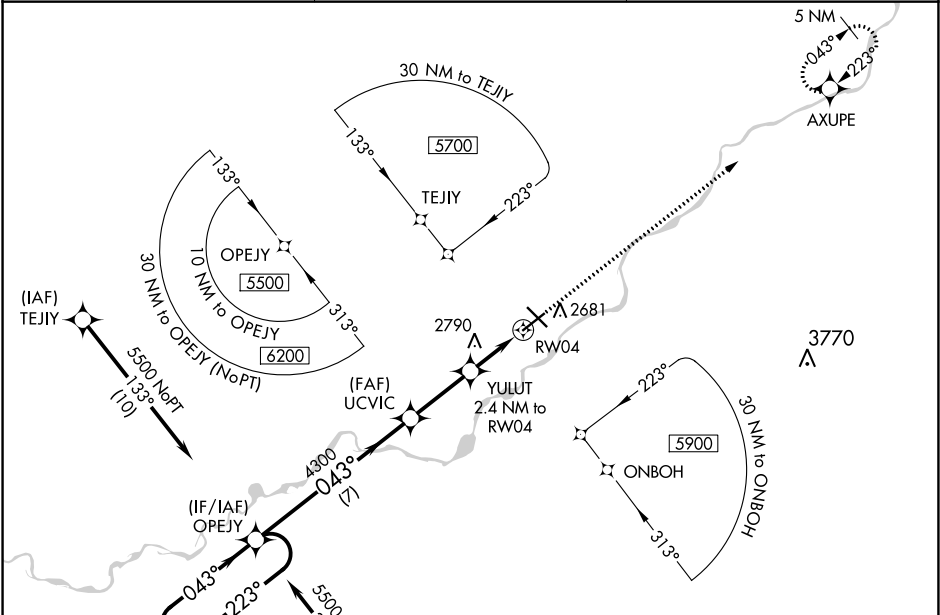 5 NM
043°
223°
AXUPE
30 NM to TEJIY
133°
5700
TEJIY
223°
133°
OPEJY
5500
10 NM to OPEJY
313°
30 NM to OPEJY (NoPT)
6200
(IAF)
TEJIY
5500 NoPT
133°
(10)
2790
2681
RW04
3770
(FAF)
UCVIC
YULUT
2.4 NM to
RW04
223°
5900
30 NM to ONBOH
ONBOH
313°
4300
043°
(7)
(IF/IAF)
OPEJY
043°
223°
5500